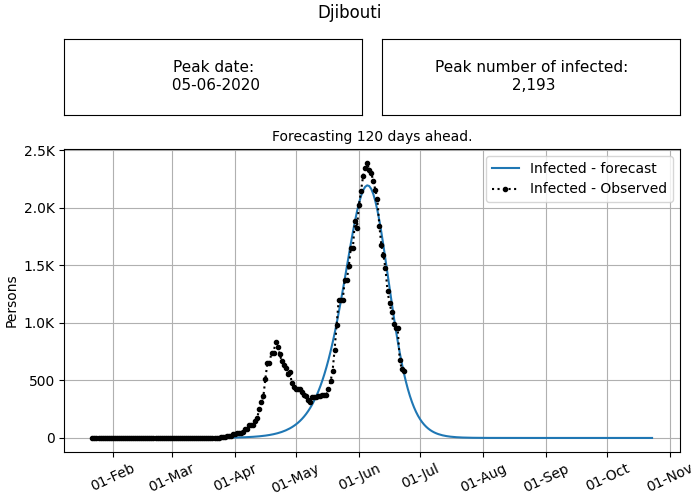 Djibouti
Peak date:
05-06-2020
Peak number of infected:
2,193
Forecasting 120 days ahead.
2.5K
2.0K
1.5K
1.0K
500
0
Persons
Infected - forecast
Infected - Observed
01-Feb
01-Mar
01-Apr
01-May
01-Jun
01-Jul
01-Aug
01-Sep
01-Oct
01-Nov